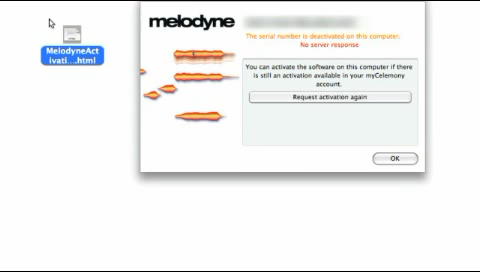 melodyne
The serial number is deactivated on this computer.
No server response
MelodyneAct
ivati....html
You can activate the software on this computer if there
is still an activation available in your myCelemony
account.
Request activation again
OK